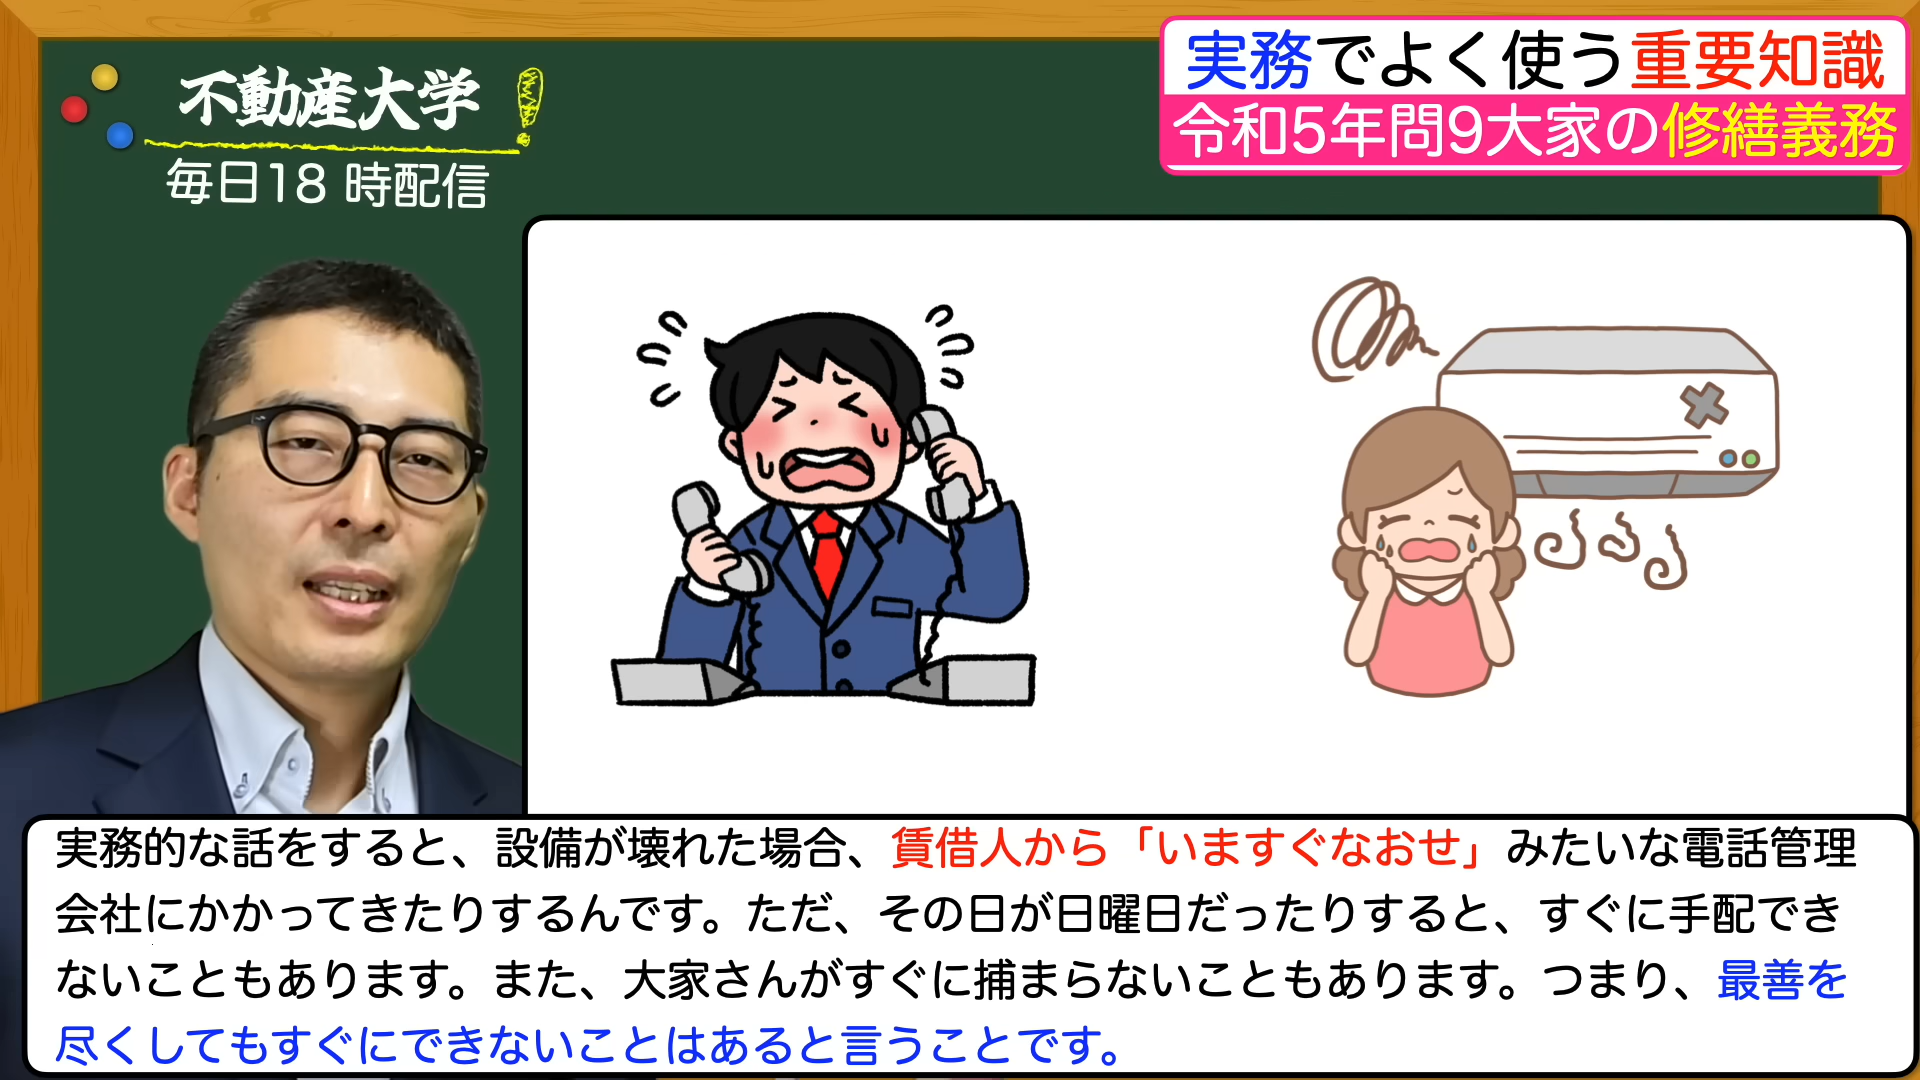 不動産大学!
毎日18時配信
実務でよく使う重要知識
令和5年問9大家の修繕義務
実務的な話をすると、設備が壊れた場合、賃借人から「いますぐなおせ」みたいな電話管理
会社にかかってきたりするんです。ただ、その日が日曜日だったりすると、すぐに手配でき
ないこともあります。また、大家さんがすぐに捕まらないこともあります。つまり、最善を
尽くしてもすぐにできないことはあると言うことです。